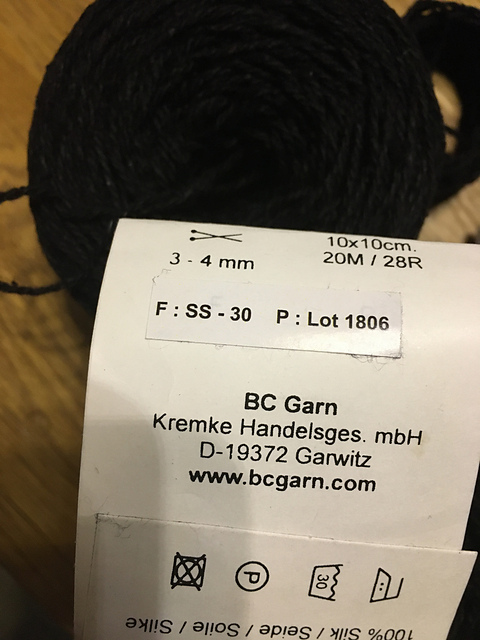 10x10cm.
3 - 4 mm 20M / 28R
F : SS - 30 P : Lot 1806
BC Garn
Kremke Handelsges. mbH
D-19372 Garwitz
www.bcgarn.com
P 30
100% Silk / Seide / Soie / Silke